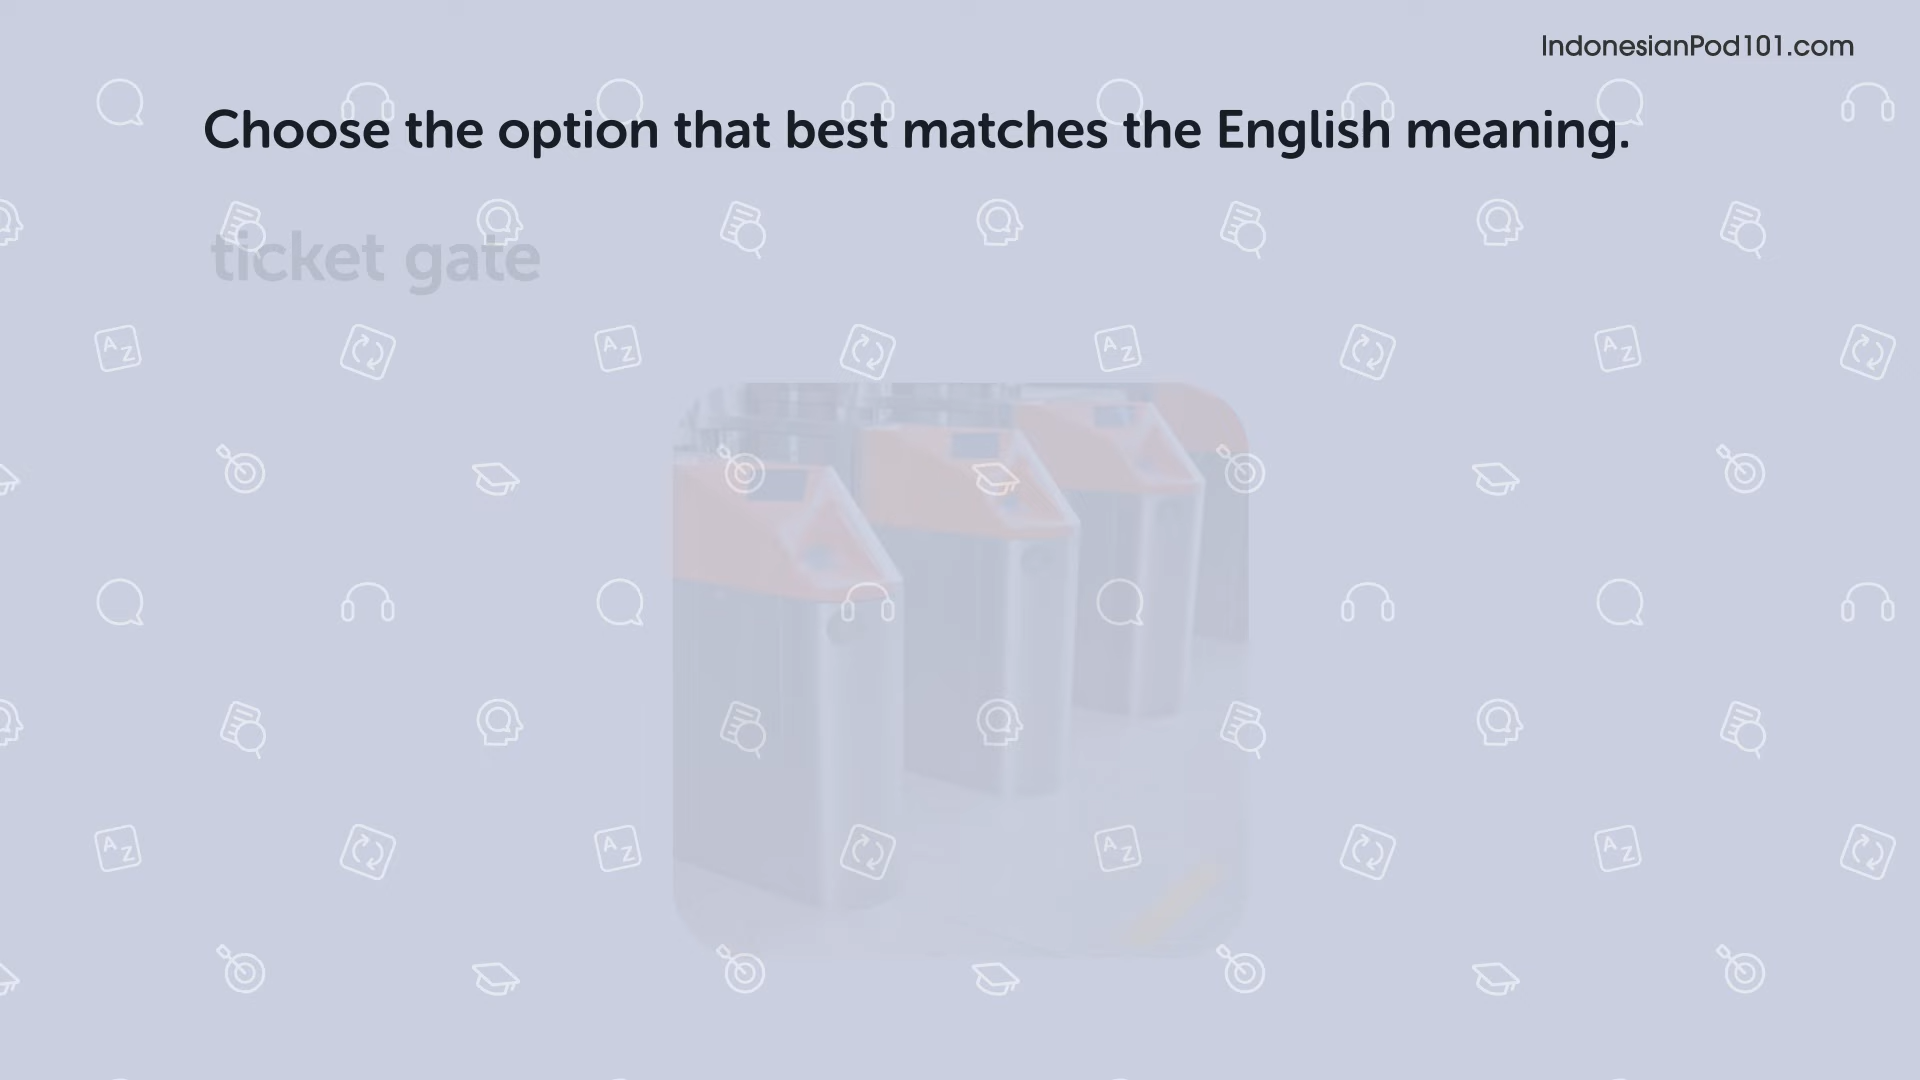 IndonesianPod101.com
Choose the option that best matches the English meaning.
ticket gate